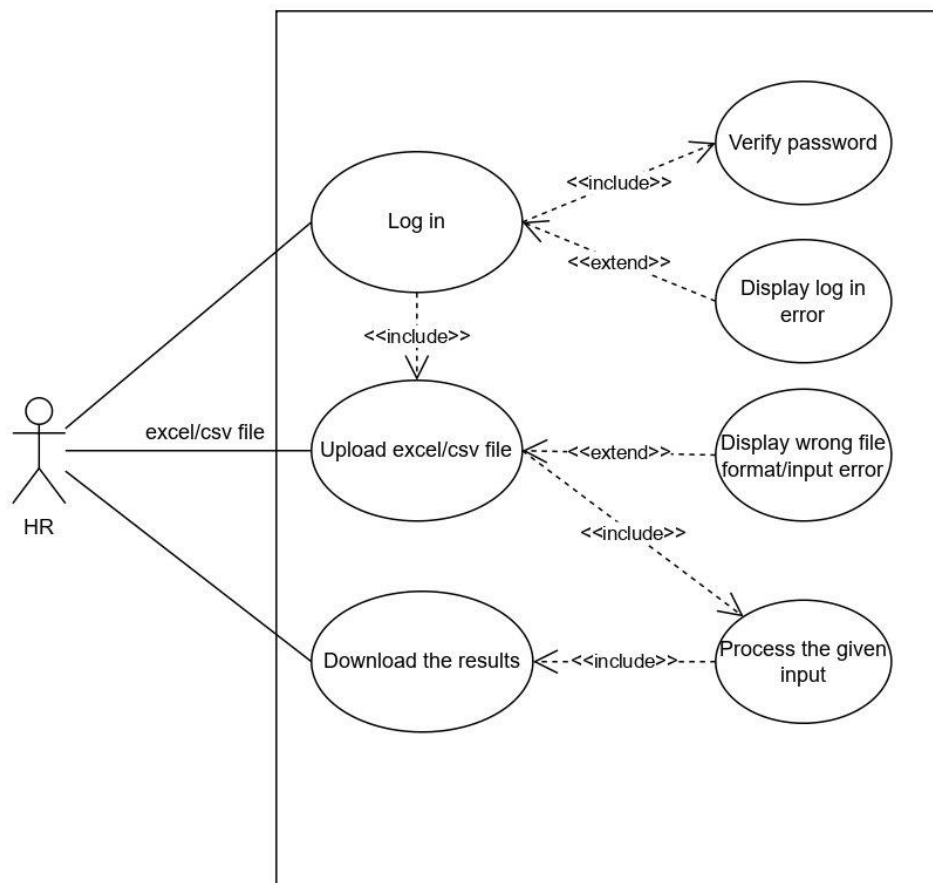 Verify password
<<include>>
Log in
<<extend>>
Display log in
error
<<include>>
excel/csv file
Upload excel/csv file
<<extend>>
Display wrong file
format/input error
HR
<<include>>
Download the results
<<include>>
Process the given
input